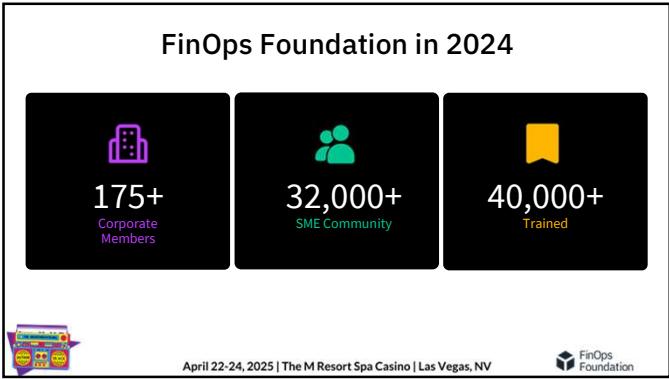 FinOps Foundation in 2024
175+
Corporate
Members
32,000+
SME Community
40,000+
Trained
April 22-24, 2025 | The M Resort Spa Casino | Las Vegas, NV
FinOps
Foundation